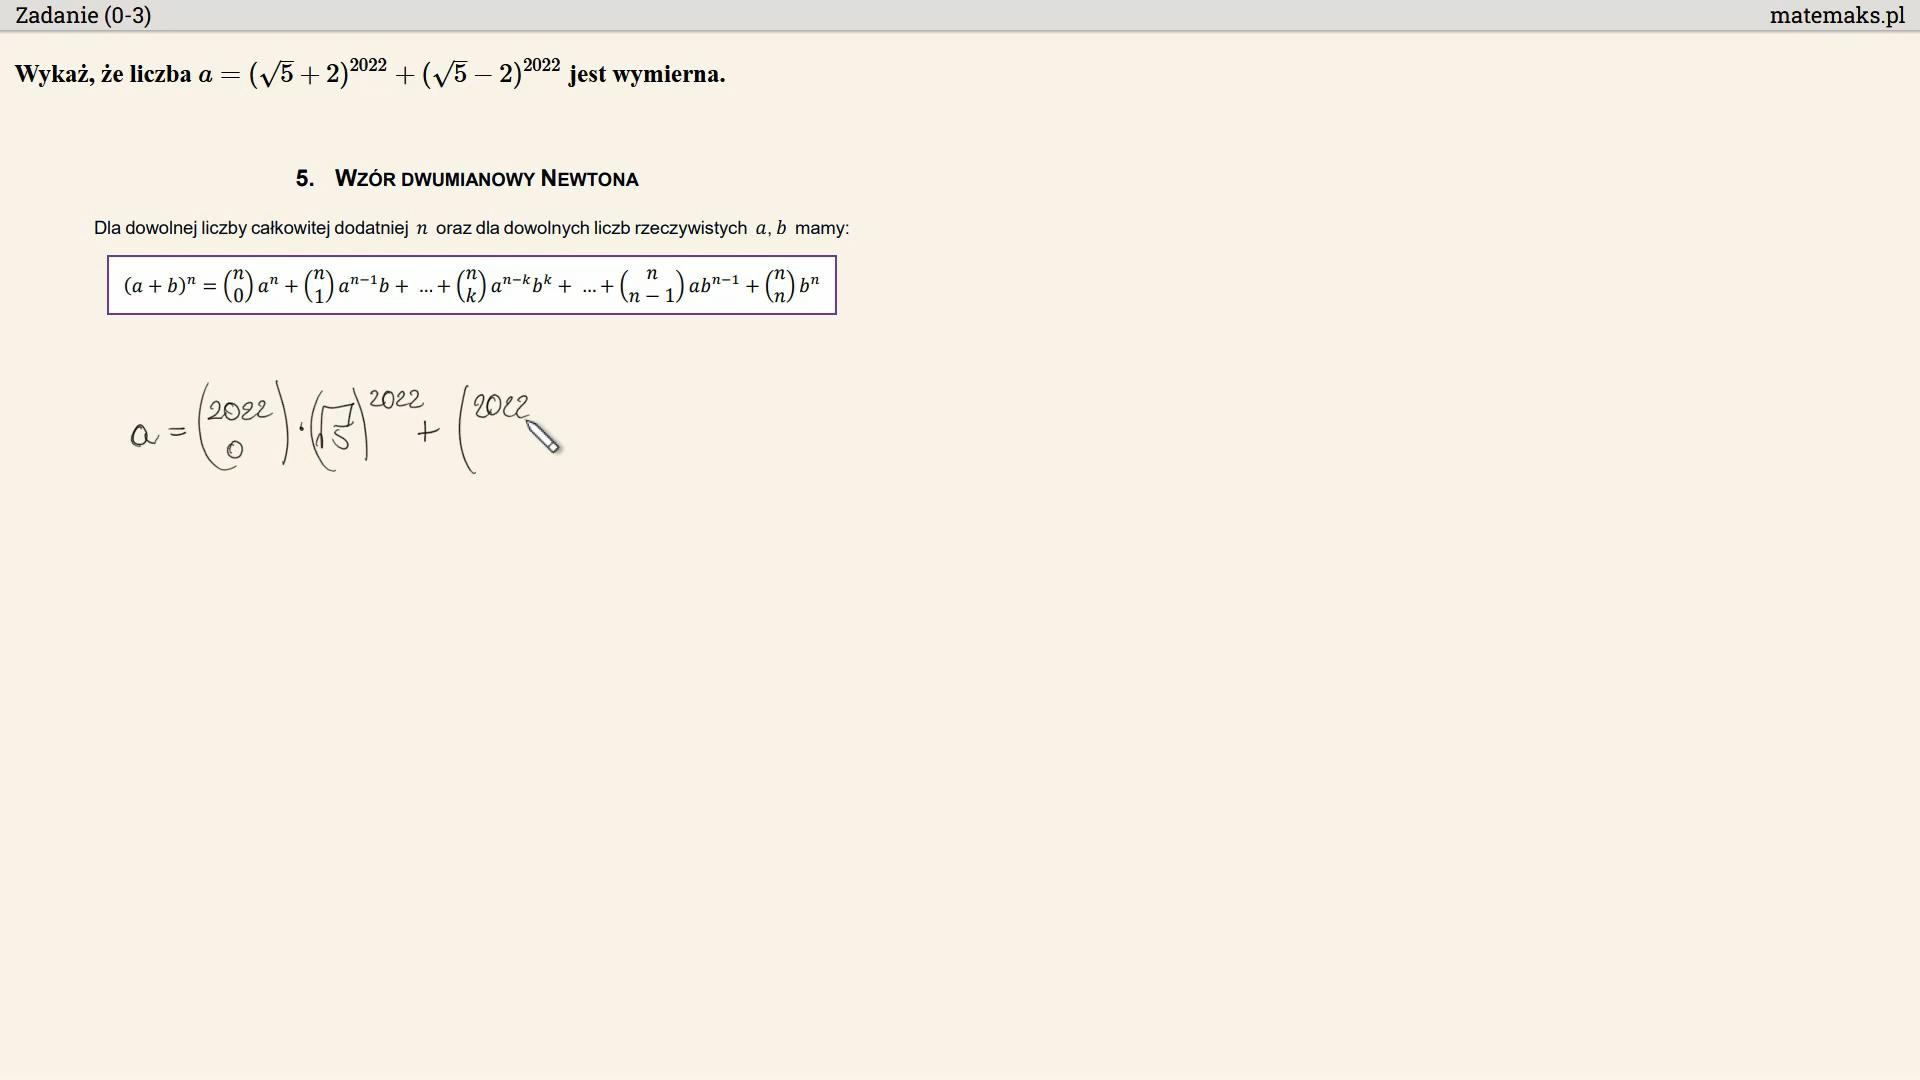 Zadanie (0-3)
matemaks.pl
Wykaż, że liczba a = (√5 + 2)^2022 + (√5 − 2)^2022 jest wymierna.
5. WZÓR DWUMIANOWY NEWTONA
Dla dowolnej liczby całkowitej dodatniej n oraz dla dowolnych liczb rzeczywistych a, b mamy:
(a + b)^n = (n 0) a^n + (n 1) a^(n−1) b + … + (n k) a^(n−k) b^k + … + (n n − 1) a b^(n−1) + (n n) b^n
a = (2022 0) · (√5)^2022 + (2022